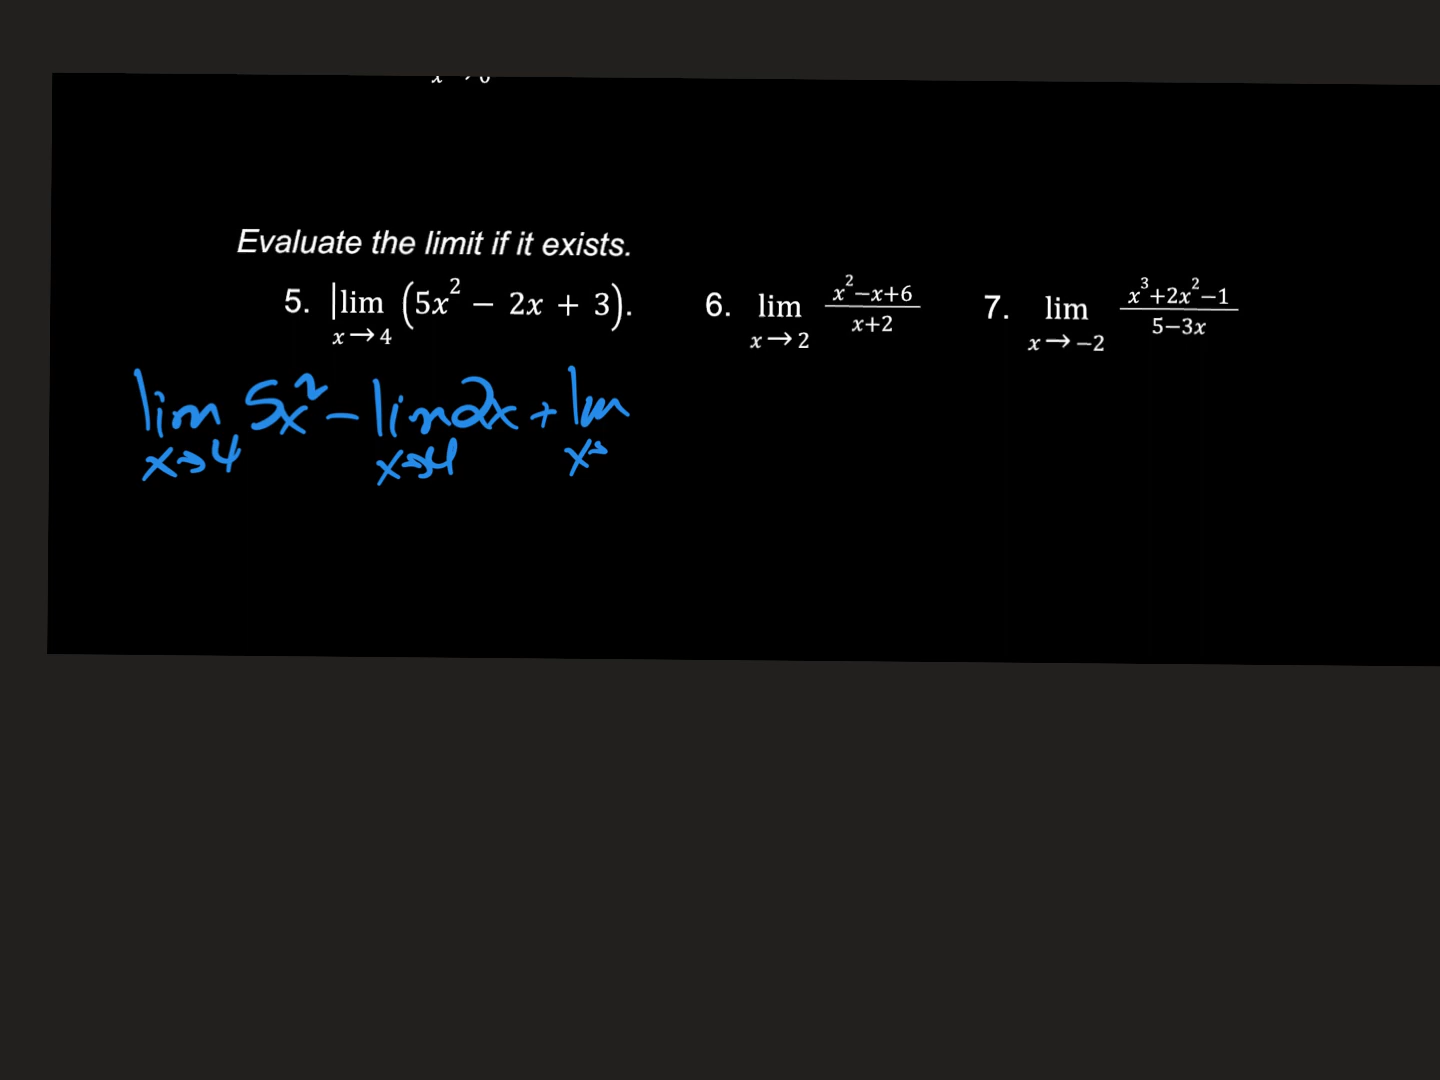 x → 0
Evaluate the limit if it exists.
5. |lim (5x² − 2x + 3). 6. lim x²−x+6 / x+2 7. lim x³+2x²−1 / 5−3x
x→4 x→2 x→−2
lim 5x² − lim 2x + lim
x→4 x→4 x→